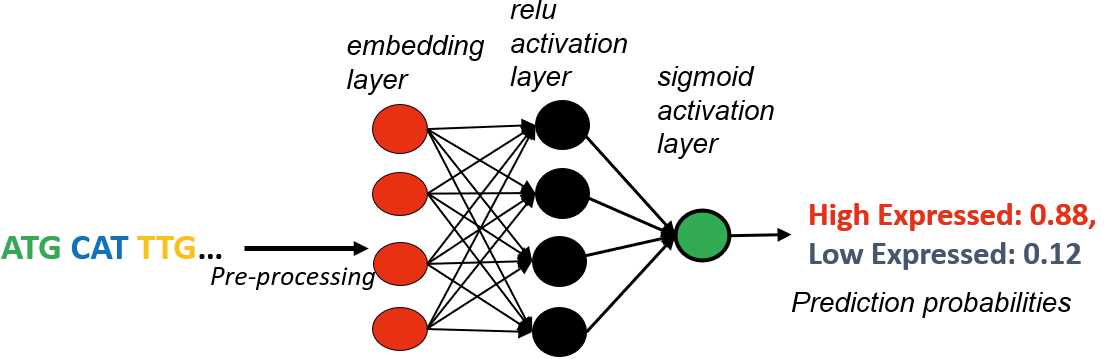 embedding
layer
relu
activation
layer
sigmoid
activation
layer
ATG CAT TTG...
Pre-processing
High Expressed: 0.88,
Low Expressed: 0.12
Prediction probabilities